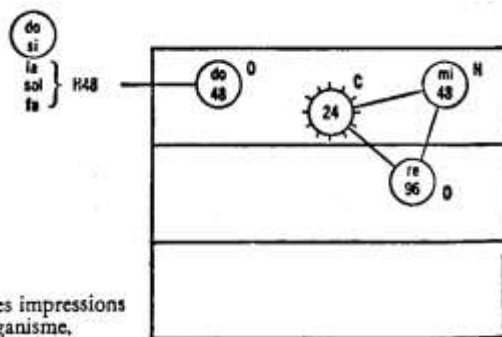 do
si
la
sol
fa
H48
do
48
O
C
24
mi
48
N
re
96
O
es impressions
ganisme,